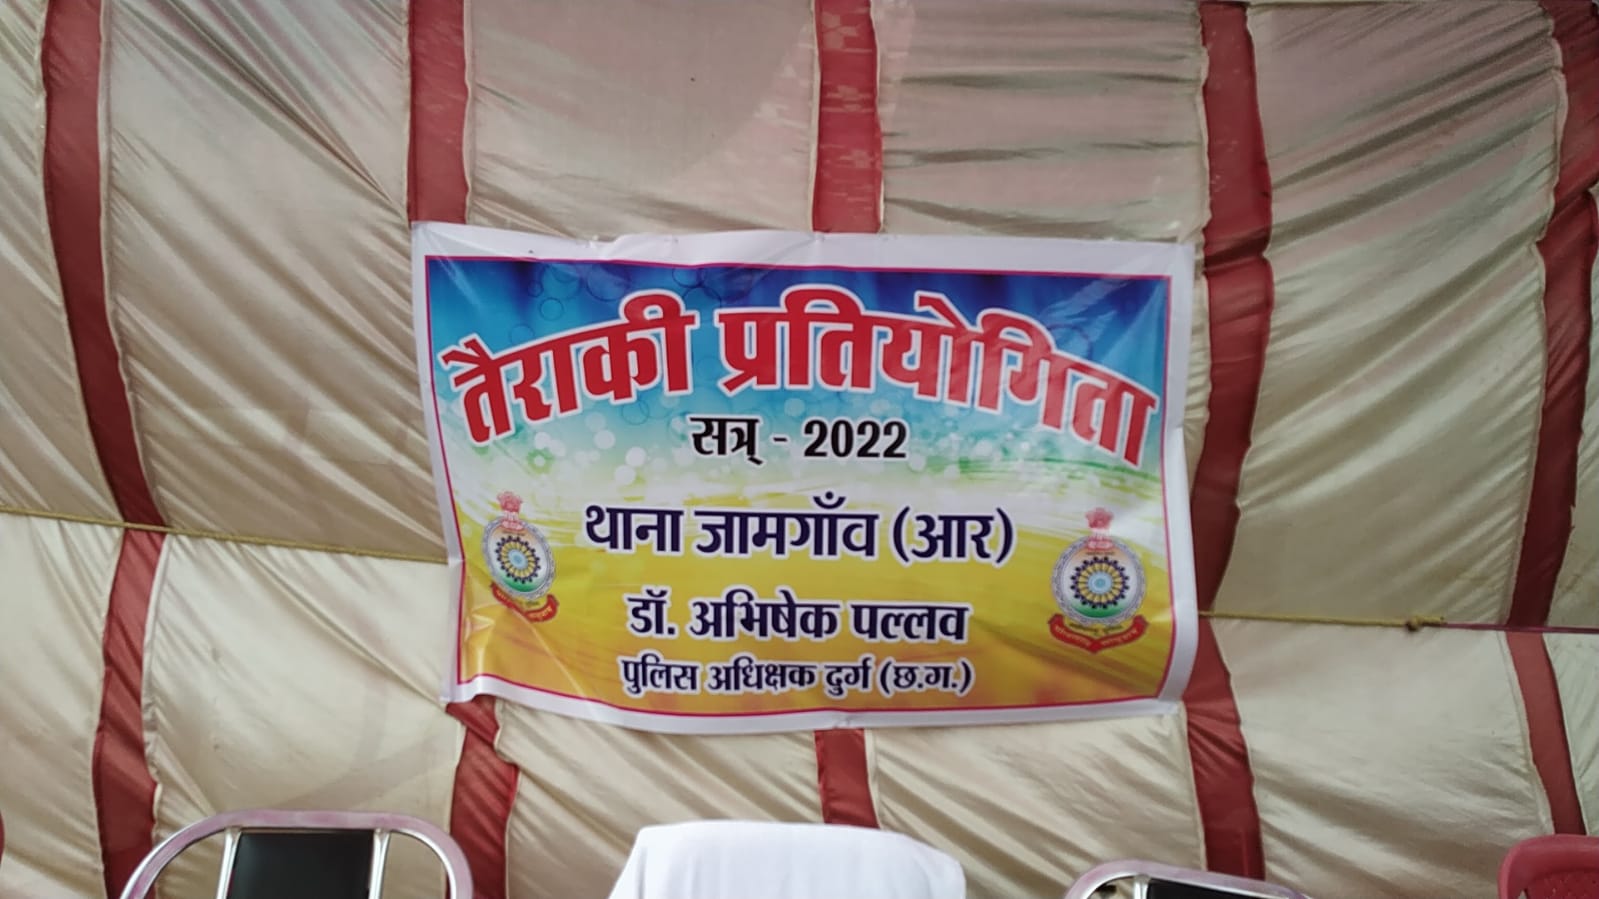 तैराकी प्रतियोगिता
सत्र् - 2022
थाना जामगाँव (आर)
डॉ. अभिषेक पल्लव
पुलिस अधिक्षक दुर्ग (छ.ग.)